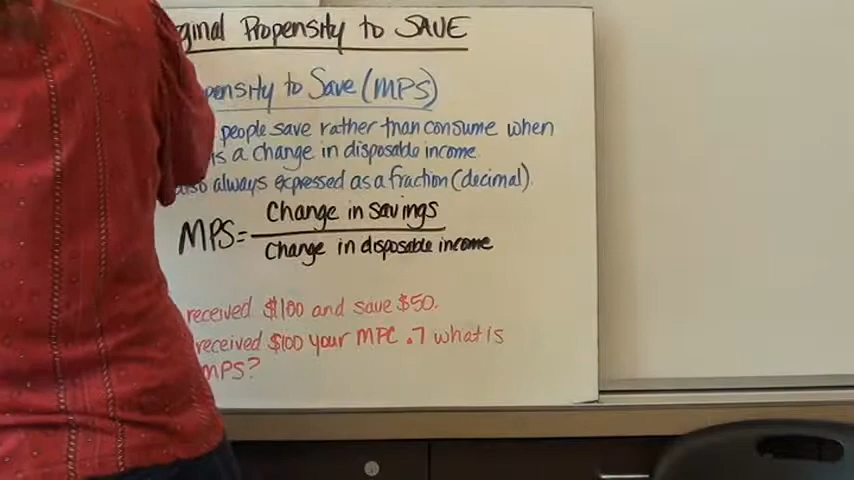 ginal Propensity to SAVE
pensity to Save (MPS)
people save rather than consume when
is a change in disposable income
also always expressed as a fraction (decimal).
MPS = Change in savings
Change in disposable income
received $100 and save $50.
received $100 your MPC .7 what is
MPS?